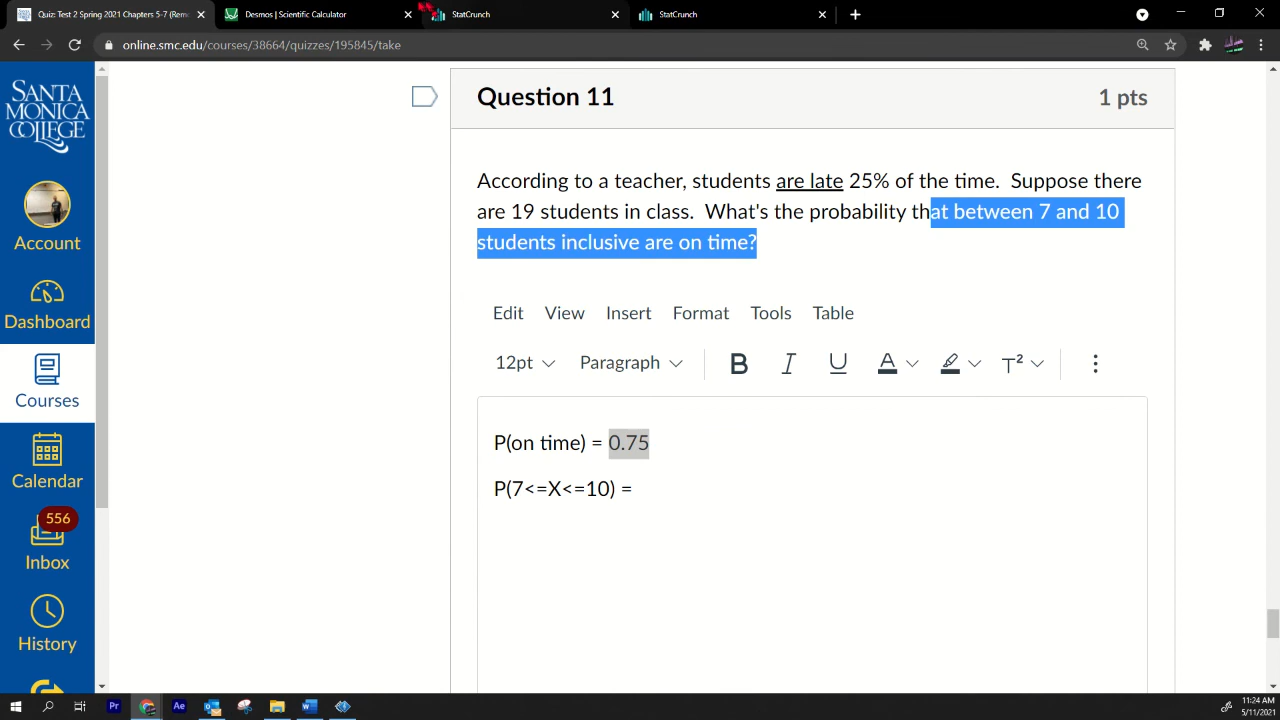 Quiz: Test 2 Spring 2021 Chapters 5-7 (Rem
Desmos | Scientific Calculator
StatCrunch
StatCrunch
online.smc.edu/courses/38664/quizzes/195845/take
SANTA
MONICA
COLLEGE
Account
Dashboard
Courses
Calendar
556
Inbox
History
Question 11
1 pts
According to a teacher, students are late 25% of the time. Suppose there
are 19 students in class. What's the probability that between 7 and 10
students inclusive are on time?
Edit View Insert Format Tools Table
12pt Paragraph B I U A T²
P(on time) = 0.75
P(7<=X<=10) =
Pr
Ae
11:24 AM
5/11/2021